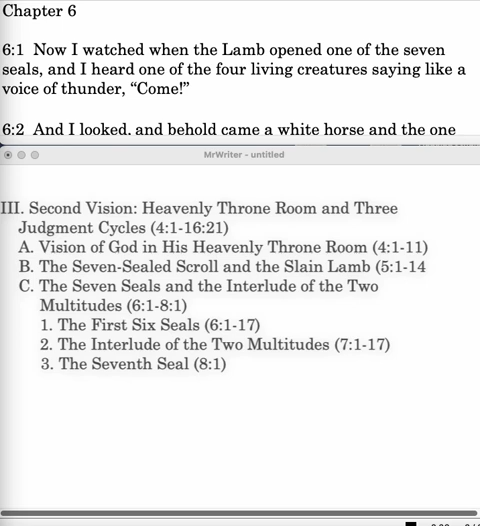 Chapter 6
6:1 Now I watched when the Lamb opened one of the seven
seals, and I heard one of the four living creatures saying like a
voice of thunder, “Come!”
6:2 And I looked. and behold came a white horse and the one
MrWriter - untitled
III. Second Vision: Heavenly Throne Room and Three
Judgment Cycles (4:1-16:21)
A. Vision of God in His Heavenly Throne Room (4:1-11)
B. The Seven-Sealed Scroll and the Slain Lamb (5:1-14
C. The Seven Seals and the Interlude of the Two
Multitudes (6:1-8:1)
1. The First Six Seals (6:1-17)
2. The Interlude of the Two Multitudes (7:1-17)
3. The Seventh Seal (8:1)